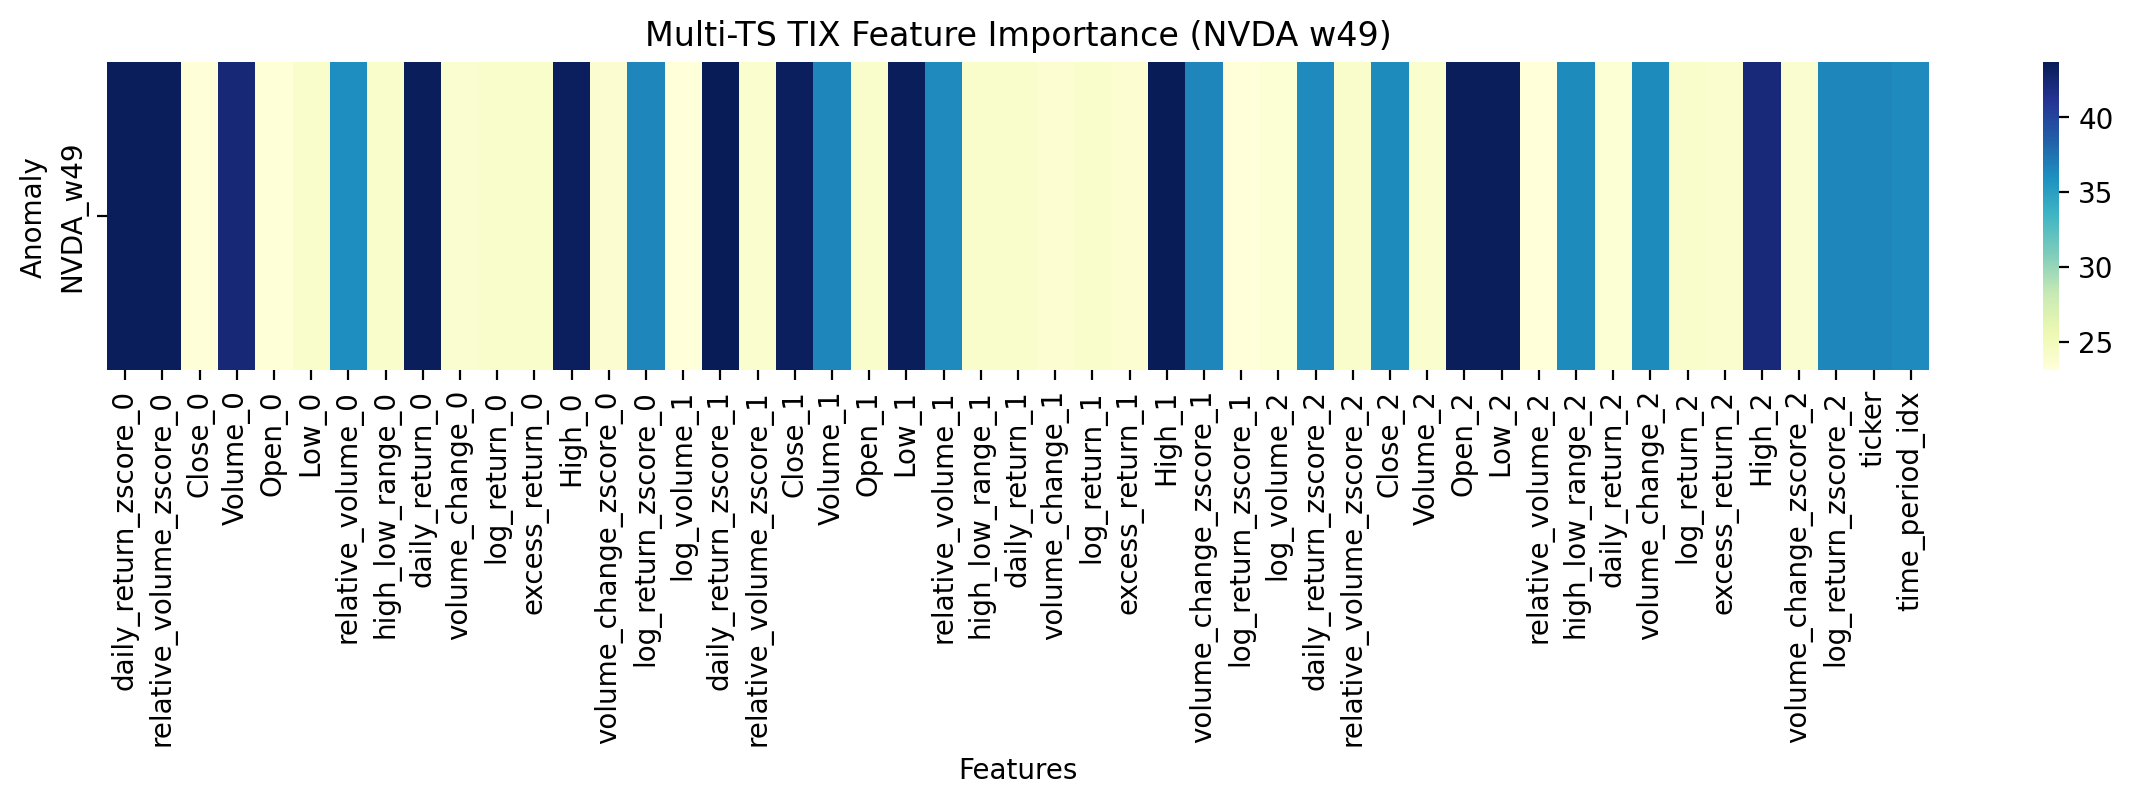 Multi-TS TIX Feature Importance (NVDA w49)
Anomaly
NVDA_w49
40
35
30
25
daily_return_zscore_0
relative_volume_zscore_0
Close_0
Volume_0
Open_0
Low_0
relative_volume_0
high_low_range_0
daily_return_0
volume_change_0
log_return_0
excess_return_0
High_0
volume_change_zscore_0
log_return_zscore_0
log_volume_1
daily_return_zscore_1
relative_volume_zscore_1
Close_1
Volume_1
Open_1
Low_1
relative_volume_1
high_low_range_1
daily_return_1
volume_change_1
log_return_1
excess_return_1
High_1
volume_change_zscore_1
log_return_zscore_1
log_volume_2
daily_return_zscore_2
relative_volume_zscore_2
Close_2
Volume_2
Open_2
Low_2
relative_volume_2
high_low_range_2
daily_return_2
volume_change_2
log_return_2
excess_return_2
High_2
volume_change_zscore_2
log_return_zscore_2
ticker
time_period_idx
Features